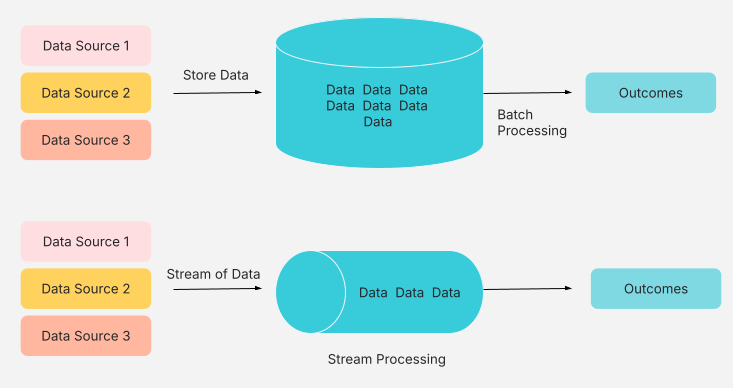 Data Source 1
Data Source 2
Data Source 3
Store Data
Data Data Data
Data Data Data
Data
Batch
Processing
Outcomes
Data Source 1
Data Source 2
Data Source 3
Stream of Data
Data Data Data
Stream Processing
Outcomes